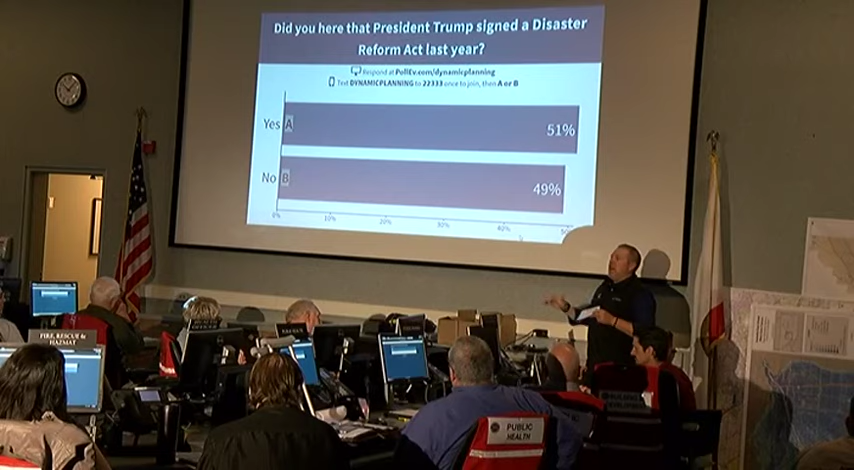 Did you here that President Trump signed a Disaster
Reform Act last year?
Respond at PollEv.com/dynamicplanning
Text DYNAMICPLANNING to 22333 once to join, then A or B
Yes A
51%
No B
49%
0% 10% 20% 30% 40%
FIRE, RESCUE &
HAZMAT
PUBLIC
HEALTH